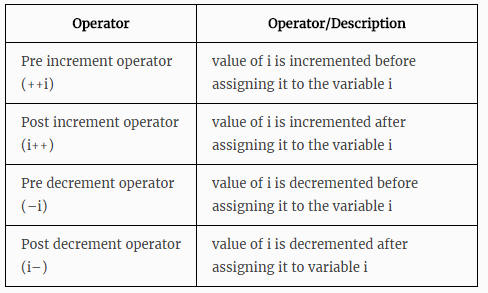 Operator
Operator/Description
Pre increment operator
(++i)
value of i is incremented before
assigning it to the variable i
Post increment operator
(i++)
value of i is incremented after
assigning it to the variable i
Pre decrement operator
(–i)
value of i is decremented before
assigning it to the variable i
Post decrement operator
(i–)
value of i is decremented after
assigning it to variable i